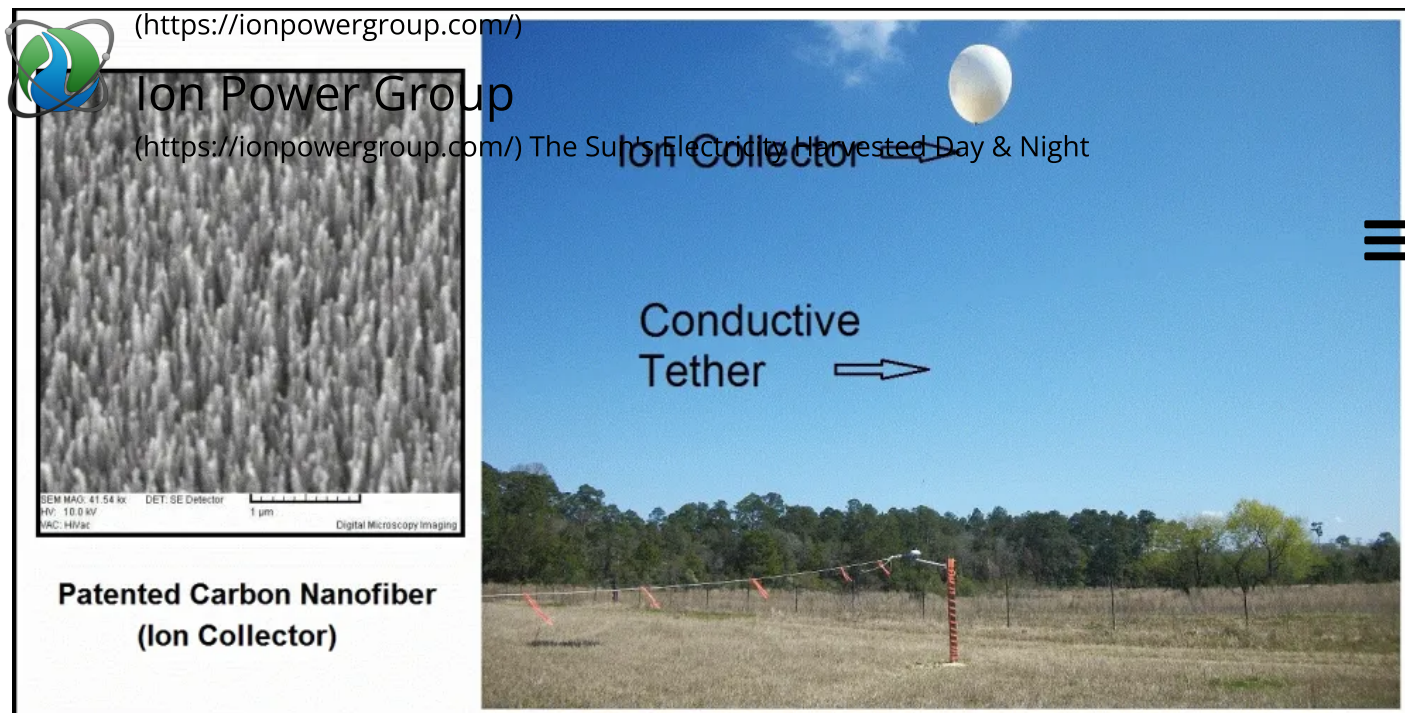 (https://ionpowergroup.com/)
Ion Power Group
(https://ionpowergroup.com/) The Sun's Electricity Harvested Day & Night
Ion Collector
Conductive
Tether
SEM MAG: 41.54 kx DET: SE Detector
HV: 10.0 kV
1 µm
VAC: HiVac
Digital Microscopy Imaging
Patented Carbon Nanofiber
(Ion Collector)